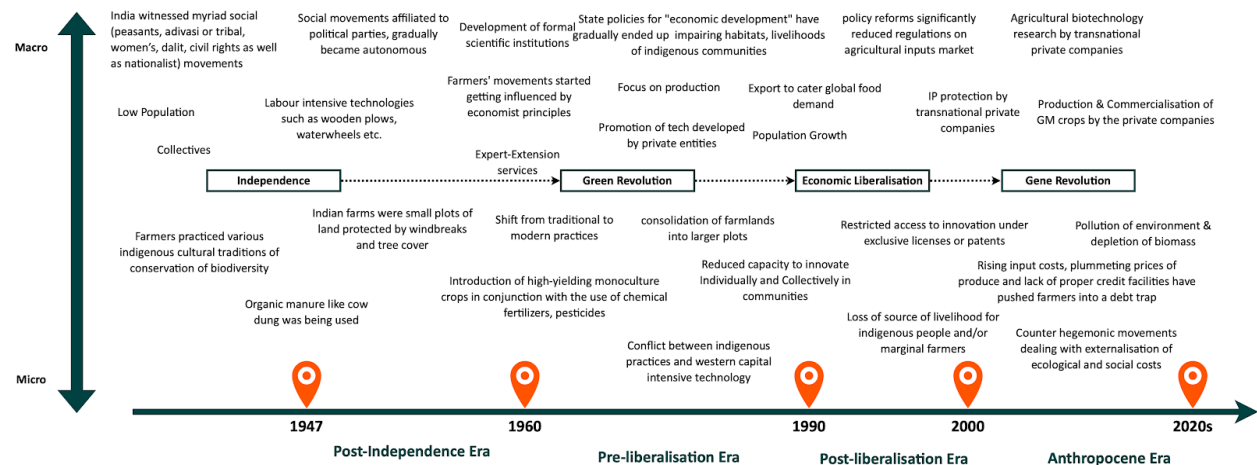 Macro
India witnessed myriad social
(peasants, adivasi or tribal,
women's, dalit, civil rights as well
as nationalist) movements
Social movements affiliated to
political parties, gradually
became autonomous
Development of formal
scientific institutions
State policies for "economic development" have
gradually ended up impairing habitats, livelihoods
of indigenous communities
policy reforms significantly
reduced regulations on
agricultural inputs market
Agricultural biotechnology
research by transnational
private companies
Low Population
Labour intensive technologies
such as wooden plows,
waterwheels etc.
Farmers' movements started
getting influenced by
economist principles
Focus on production
Export to cater global food
demand
IP protection by
transnational private
companies
Production & Commercialisation of
GM crops by the private companies
Collectives
Expert-Extension
services
Promotion of tech developed
by private entities
Population Growth
Independence
Green Revolution
Economic Liberalisation
Gene Revolution
Farmers practiced various
indigenous cultural traditions of
conservation of biodiversity
Indian farms were small plots of
land protected by windbreaks
and tree cover
Shift from traditional to
modern practices
consolidation of farmlands
into larger plots
Restricted access to innovation under
exclusive licenses or patents
Pollution of environment &
depletion of biomass
Organic manure like cow
dung was being used
Introduction of high-yielding monoculture
crops in conjunction with the use of chemical
fertilizers, pesticides
Reduced capacity to innovate
Individually and Collectively in
communities
Rising input costs, plummeting prices of
produce and lack of proper credit facilities have
pushed farmers into a debt trap
Conflict between indigenous
practices and western capital
intensive technology
Loss of source of livelihood for
indigenous people and/or
marginal farmers
Counter hegemonic movements
dealing with externalisation of
ecological and social costs
Micro
1947
1960
1990
2000
2020s
Post-Independence Era
Pre-liberalisation Era
Post-liberalisation Era
Anthropocene Era